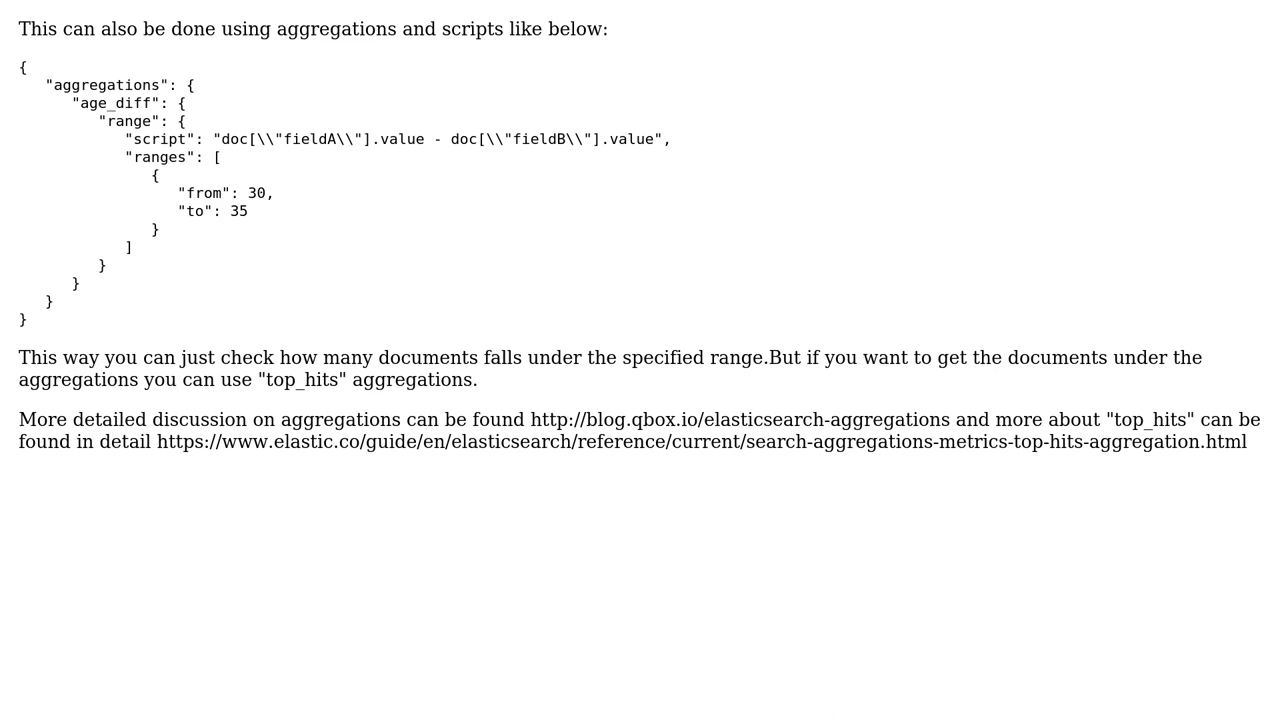 This can also be done using aggregations and scripts like below:
{
   "aggregations": {
      "age_diff": {
         "range": {
            "script": "doc[\\"fieldA\\"].value - doc[\\"fieldB\\"].value",
            "ranges": [
               {
                  "from": 30,
                  "to": 35
               }
            ]
         }
      }
   }
}
This way you can just check how many documents falls under the specified range.But if you want to get the documents under the
aggregations you can use "top_hits" aggregations.
More detailed discussion on aggregations can be found http://blog.qbox.io/elasticsearch-aggregations and more about "top_hits" can be
found in detail https://www.elastic.co/guide/en/elasticsearch/reference/current/search-aggregations-metrics-top-hits-aggregation.html